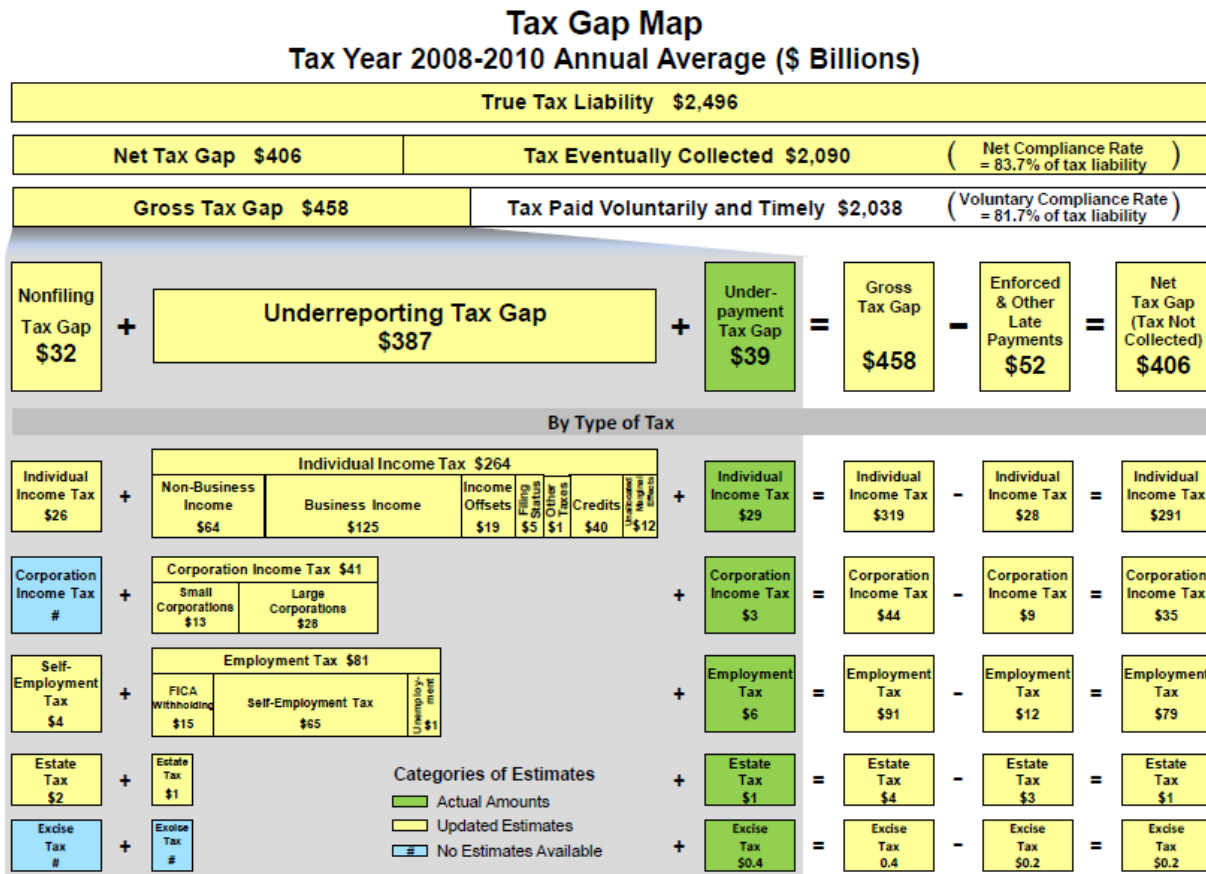 Tax Gap Map
Tax Year 2008-2010 Annual Average ($ Billions)
True Tax Liability $2,496
Net Tax Gap $406
Tax Eventually Collected $2,090
( Net Compliance Rate
= 83.7% of tax liability )
Gross Tax Gap $458
Tax Paid Voluntarily and Timely $2,038
(Voluntary Compliance Rate
= 81.7% of tax liability )
Nonfiling
Tax Gap
$32
+
Underreporting Tax Gap
$387
+
Under-
payment
Tax Gap
$39
=
Gross
Tax Gap
$458
-
Enforced
& Other
Late
Payments
$52
=
Net
Tax Gap
(Tax Not
Collected)
$406
By Type of Tax
Individual
Income Tax
$26
+
Individual Income Tax $264
Non-Business
Income
$64
Business Income
$125
Income
Offsets
$19
Filing
Status
$5
Other
Taxes
$1
Credits
$40
Unallocated
Marginal
Effects
$12
+
Individual
Income Tax
$29
=
Individual
Income Tax
$319
-
Individual
Income Tax
$28
=
Individual
Income Tax
$291
Corporation
Income Tax
#
+
Corporation Income Tax $41
Small
Corporations
$13
Large
Corporations
$28
+
Corporation
Income Tax
$3
=
Corporation
Income Tax
$44
-
Corporation
Income Tax
$9
=
Corporation
Income Tax
$35
Self-
Employment
Tax
$4
+
Employment Tax $81
FICA
Withholding
$15
Self-Employment Tax
$65
Unemploy-
ment
$1
+
Employment
Tax
$6
=
Employment
Tax
$91
-
Employment
Tax
$12
=
Employment
Tax
$79
Estate
Tax
$2
+
Estate
Tax
$1
+
Estate
Tax
$1
=
Estate
Tax
$4
-
Estate
Tax
$3
=
Estate
Tax
$1
Excise
Tax
#
+
Excise
Tax
#
+
Excise
Tax
$0.4
=
Excise
Tax
0.4
-
Excise
Tax
$0.2
=
Excise
Tax
$0.2
Categories of Estimates
Actual Amounts
Updated Estimates
# No Estimates Available